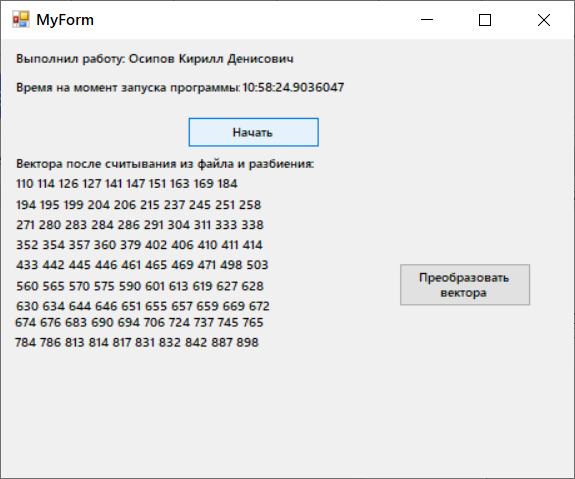 MyForm
Выполнил работу: Осипов Кирилл Денисович
Время на момент запуска программы:10:58:24.9036047
Начать
Вектора после считывания из файла и разбиения:
110 114 126 127 141 147 151 163 169 184
194 195 199 204 206 215 237 245 251 258
271 280 283 284 286 291 304 311 333 338
352 354 357 360 379 402 406 410 411 414
433 442 445 446 461 465 469 471 498 503
Преобразовать
вектора
560 565 570 575 590 601 613 619 627 628
630 634 644 646 651 655 657 659 669 672
674 676 683 690 694 706 724 737 745 765
784 786 813 814 817 831 832 842 887 898